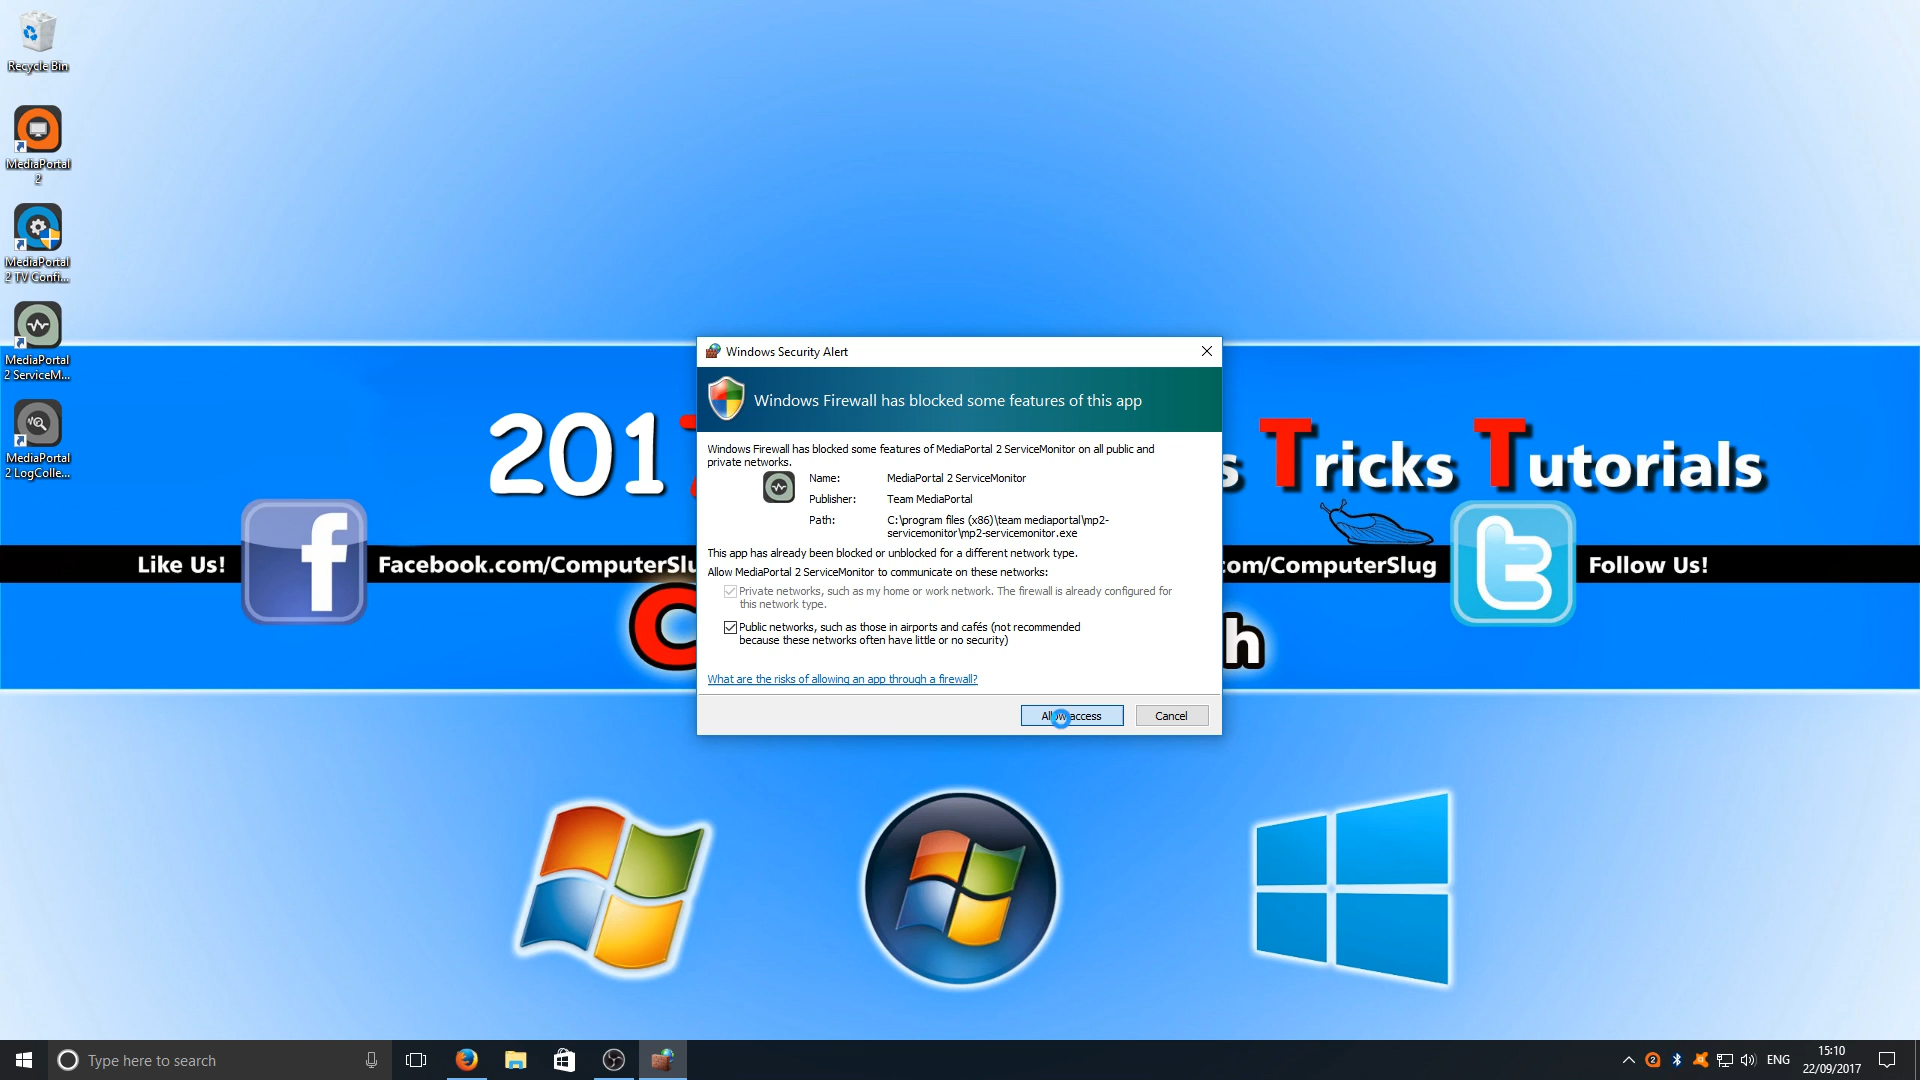 Recycle Bin
MediaPortal
2
MediaPortal
2 TV Confi...
MediaPortal
2 ServiceM...
MediaPortal
2 LogColle...
Windows Security Alert
Windows Firewall has blocked some features of this app
Windows Firewall has blocked some features of MediaPortal 2 ServiceMonitor on all public and
private networks.
Name: MediaPortal 2 ServiceMonitor
Publisher: Team MediaPortal
Path: C:\program files (x86)\team mediaportal\mp2-
servicemonitor\mp2-servicemonitor.exe
This app has already been blocked or unblocked for a different network type.
Allow MediaPortal 2 ServiceMonitor to communicate on these networks:
Private networks, such as my home or work network. The firewall is already configured for
this network type.
Public networks, such as those in airports and cafés (not recommended
because these networks often have little or no security)
What are the risks of allowing an app through a firewall?
Allow access Cancel
2017 s Tricks Tutorials
Like Us! Facebook.com/ComputerSlu om/ComputerSlug Follow Us!
C h
Type here to search
ENG
15:10
22/09/2017